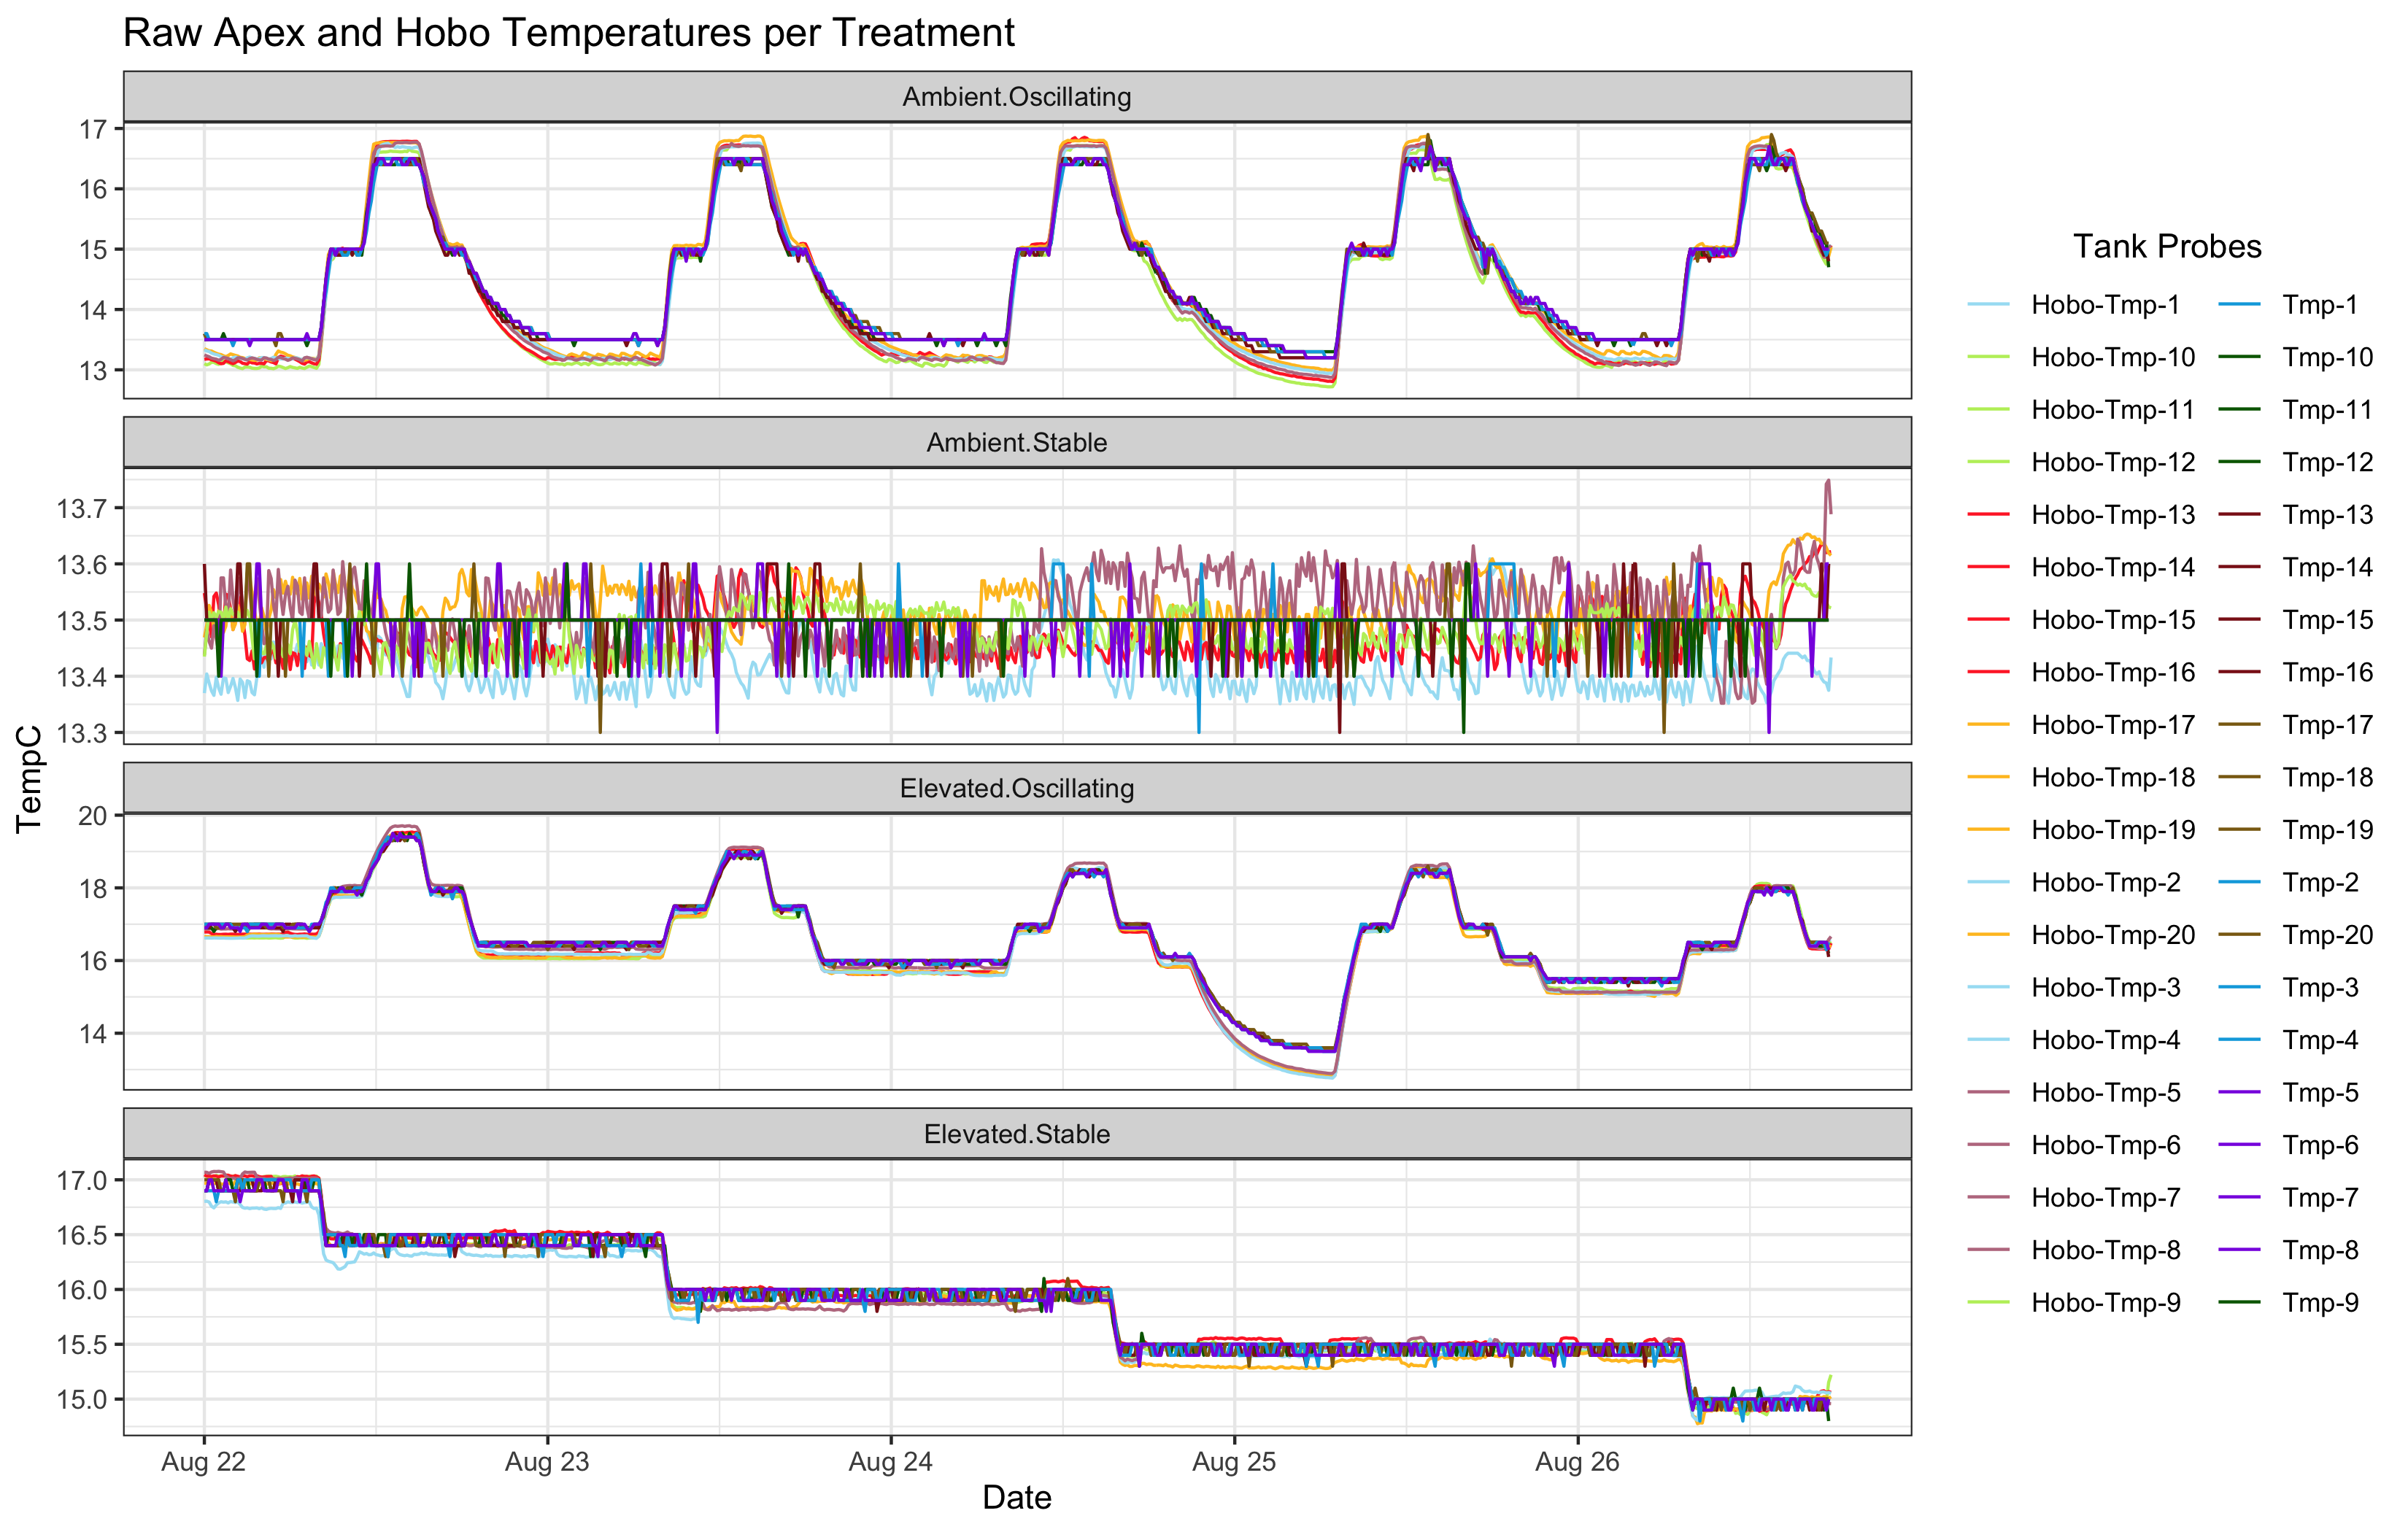 Raw Apex and Hobo Temperatures per Treatment
Ambient.Oscillating
17
16
15
14
13
Ambient.Stable
13.7
13.6
13.5
13.4
13.3
Elevated.Oscillating
20
18
16
14
Elevated.Stable
17.0
16.5
16.0
15.5
15.0
TempC
Aug 22 Aug 23 Aug 24 Aug 25 Aug 26
Date
Tank Probes
Hobo-Tmp-1 Tmp-1
Hobo-Tmp-10 Tmp-10
Hobo-Tmp-11 Tmp-11
Hobo-Tmp-12 Tmp-12
Hobo-Tmp-13 Tmp-13
Hobo-Tmp-14 Tmp-14
Hobo-Tmp-15 Tmp-15
Hobo-Tmp-16 Tmp-16
Hobo-Tmp-17 Tmp-17
Hobo-Tmp-18 Tmp-18
Hobo-Tmp-19 Tmp-19
Hobo-Tmp-2 Tmp-2
Hobo-Tmp-20 Tmp-20
Hobo-Tmp-3 Tmp-3
Hobo-Tmp-4 Tmp-4
Hobo-Tmp-5 Tmp-5
Hobo-Tmp-6 Tmp-6
Hobo-Tmp-7 Tmp-7
Hobo-Tmp-8 Tmp-8
Hobo-Tmp-9 Tmp-9